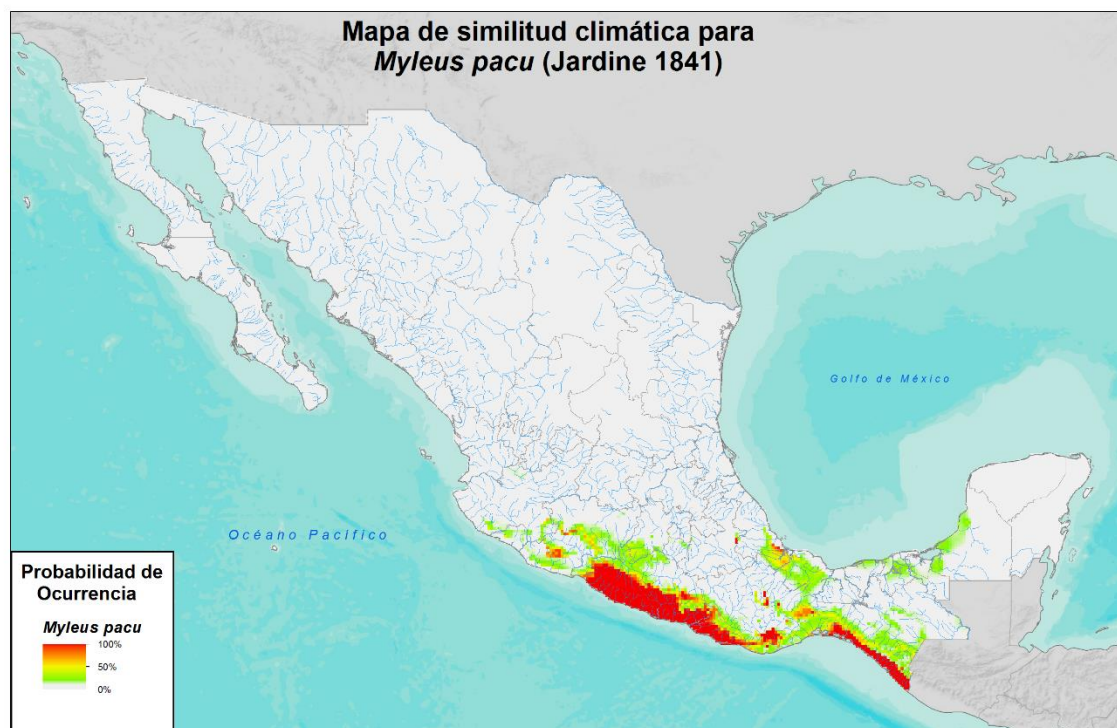 Mapa de similitud climática para
Myleus pacu (Jardine 1841)
Golfo de México
Océano Pacífico
Probabilidad de
Ocurrencia
Myleus pacu
100%
50%
0%